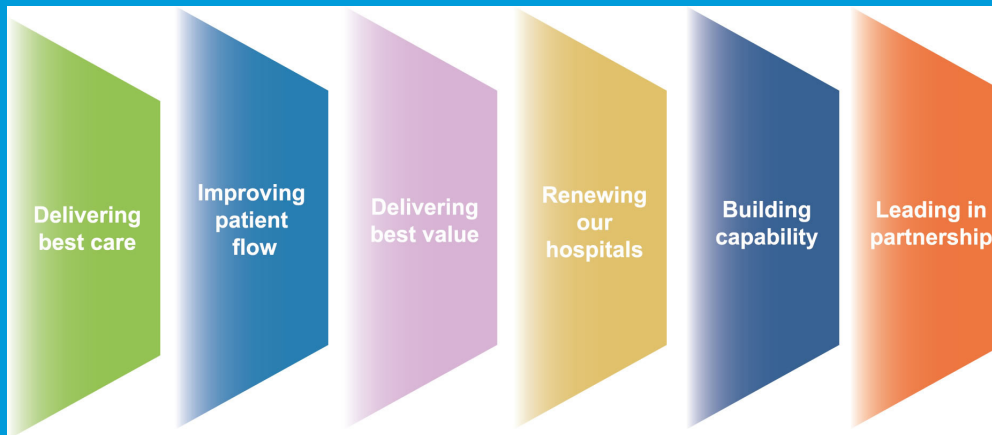 Delivering
best care
Improving
patient
flow
Delivering
best value
Renewing
our
hospitals
Building
capability
Leading in
partnership